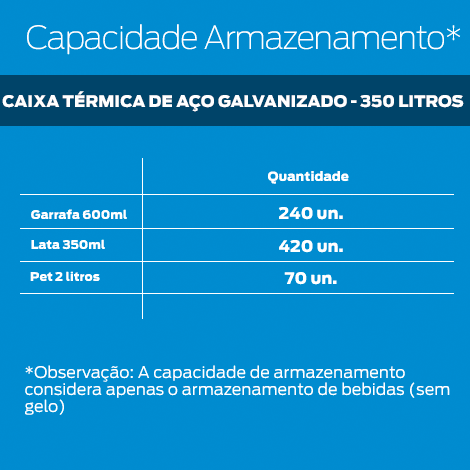 Capacidade Armazenamento*
CAIXA TÉRMICA DE AÇO GALVANIZADO - 350 LITROS
Quantidade
Garrafa 600ml 240 un.
Lata 350ml 420 un.
Pet 2 litros 70 un.
*Observação: A capacidade de armazenamento
considera apenas o armazenamento de bebidas (sem
gelo)